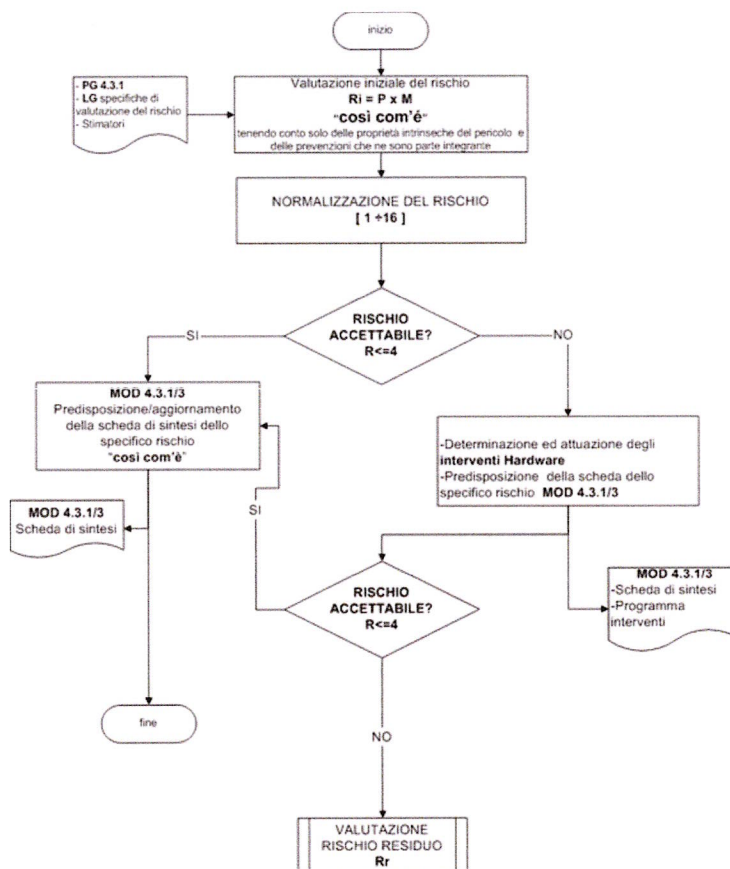 inizio
- PG 4.3.1
- LG specifiche di
valutazione del rischio
- Stimatori
Valutazione iniziale del rischio
Ri = P x M
"così com'é"
tenendo conto solo delle proprietà intrinseche del pericolo e
delle prevenzioni che ne sono parte integrante
NORMALIZZAZIONE DEL RISCHIO
[ 1 ÷16 ]
RISCHIO
ACCETTABILE?
R<=4
SI
NO
MOD 4.3.1/3
Predisposizione/aggiornamento
della scheda di sintesi dello
specifico rischio
"così com'è"
-Determinazione ed attuazione degli
interventi Hardware
-Predisposizione della scheda dello
specifico rischio MOD 4.3.1/3
SI
MOD 4.3.1/3
Scheda di sintesi
RISCHIO
ACCETTABILE?
R<=4
MOD 4.3.1/3
-Scheda di sintesi
-Programma
interventi
fine
NO
VALUTAZIONE
RISCHIO RESIDUO
Rr